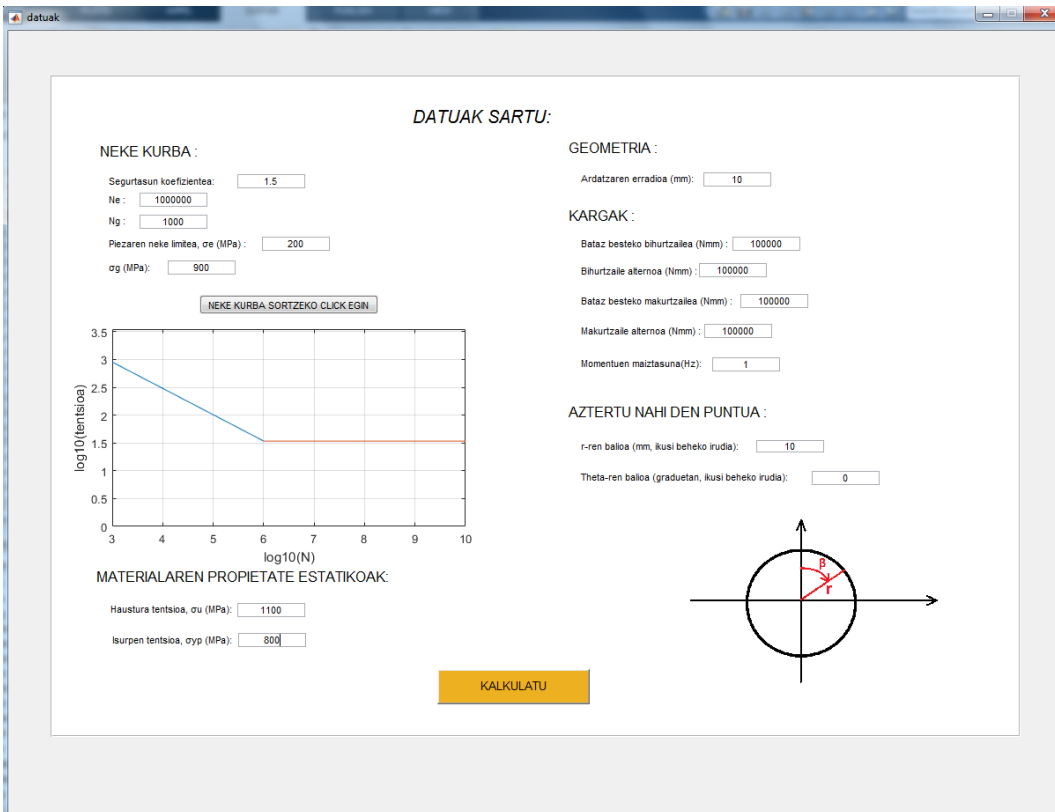 datuak
DATUAK SARTU:
NEKE KURBA :
Segurtasun koefizientea: 1.5
Ne : 1000000
Ng : 1000
Piezaren neke limitea, σe (MPa) : 200
σg (MPa): 900
NEKE KURBA SORTZEKO CLICK EGIN
log10(tentsioa)
3.5
3
2.5
2
1.5
1
0.5
0
3 4 5 6 7 8 9 10
log10(N)
MATERIALAREN PROPIETATE ESTATIKOAK:
Haustura tentsioa, σu (MPa): 1100
Isurpen tentsioa, σyp (MPa): 800
GEOMETRIA :
Ardatzaren erradioa (mm): 10
KARGAK :
Bataz besteko bihurtzailea (Nmm) : 100000
Bihurtzaile alternoa (Nmm) : 100000
Bataz besteko makurtzailea (Nmm) : 100000
Makurtzaile alternoa (Nmm) : 100000
Momentuen maiztasuna(Hz): 1
AZTERTU NAHI DEN PUNTUA :
r-ren balioa (mm, ikusi beheko irudia): 10
Theta-ren balioa (graduetan, ikusi beheko irudia): 0
β
r
KALKULATU